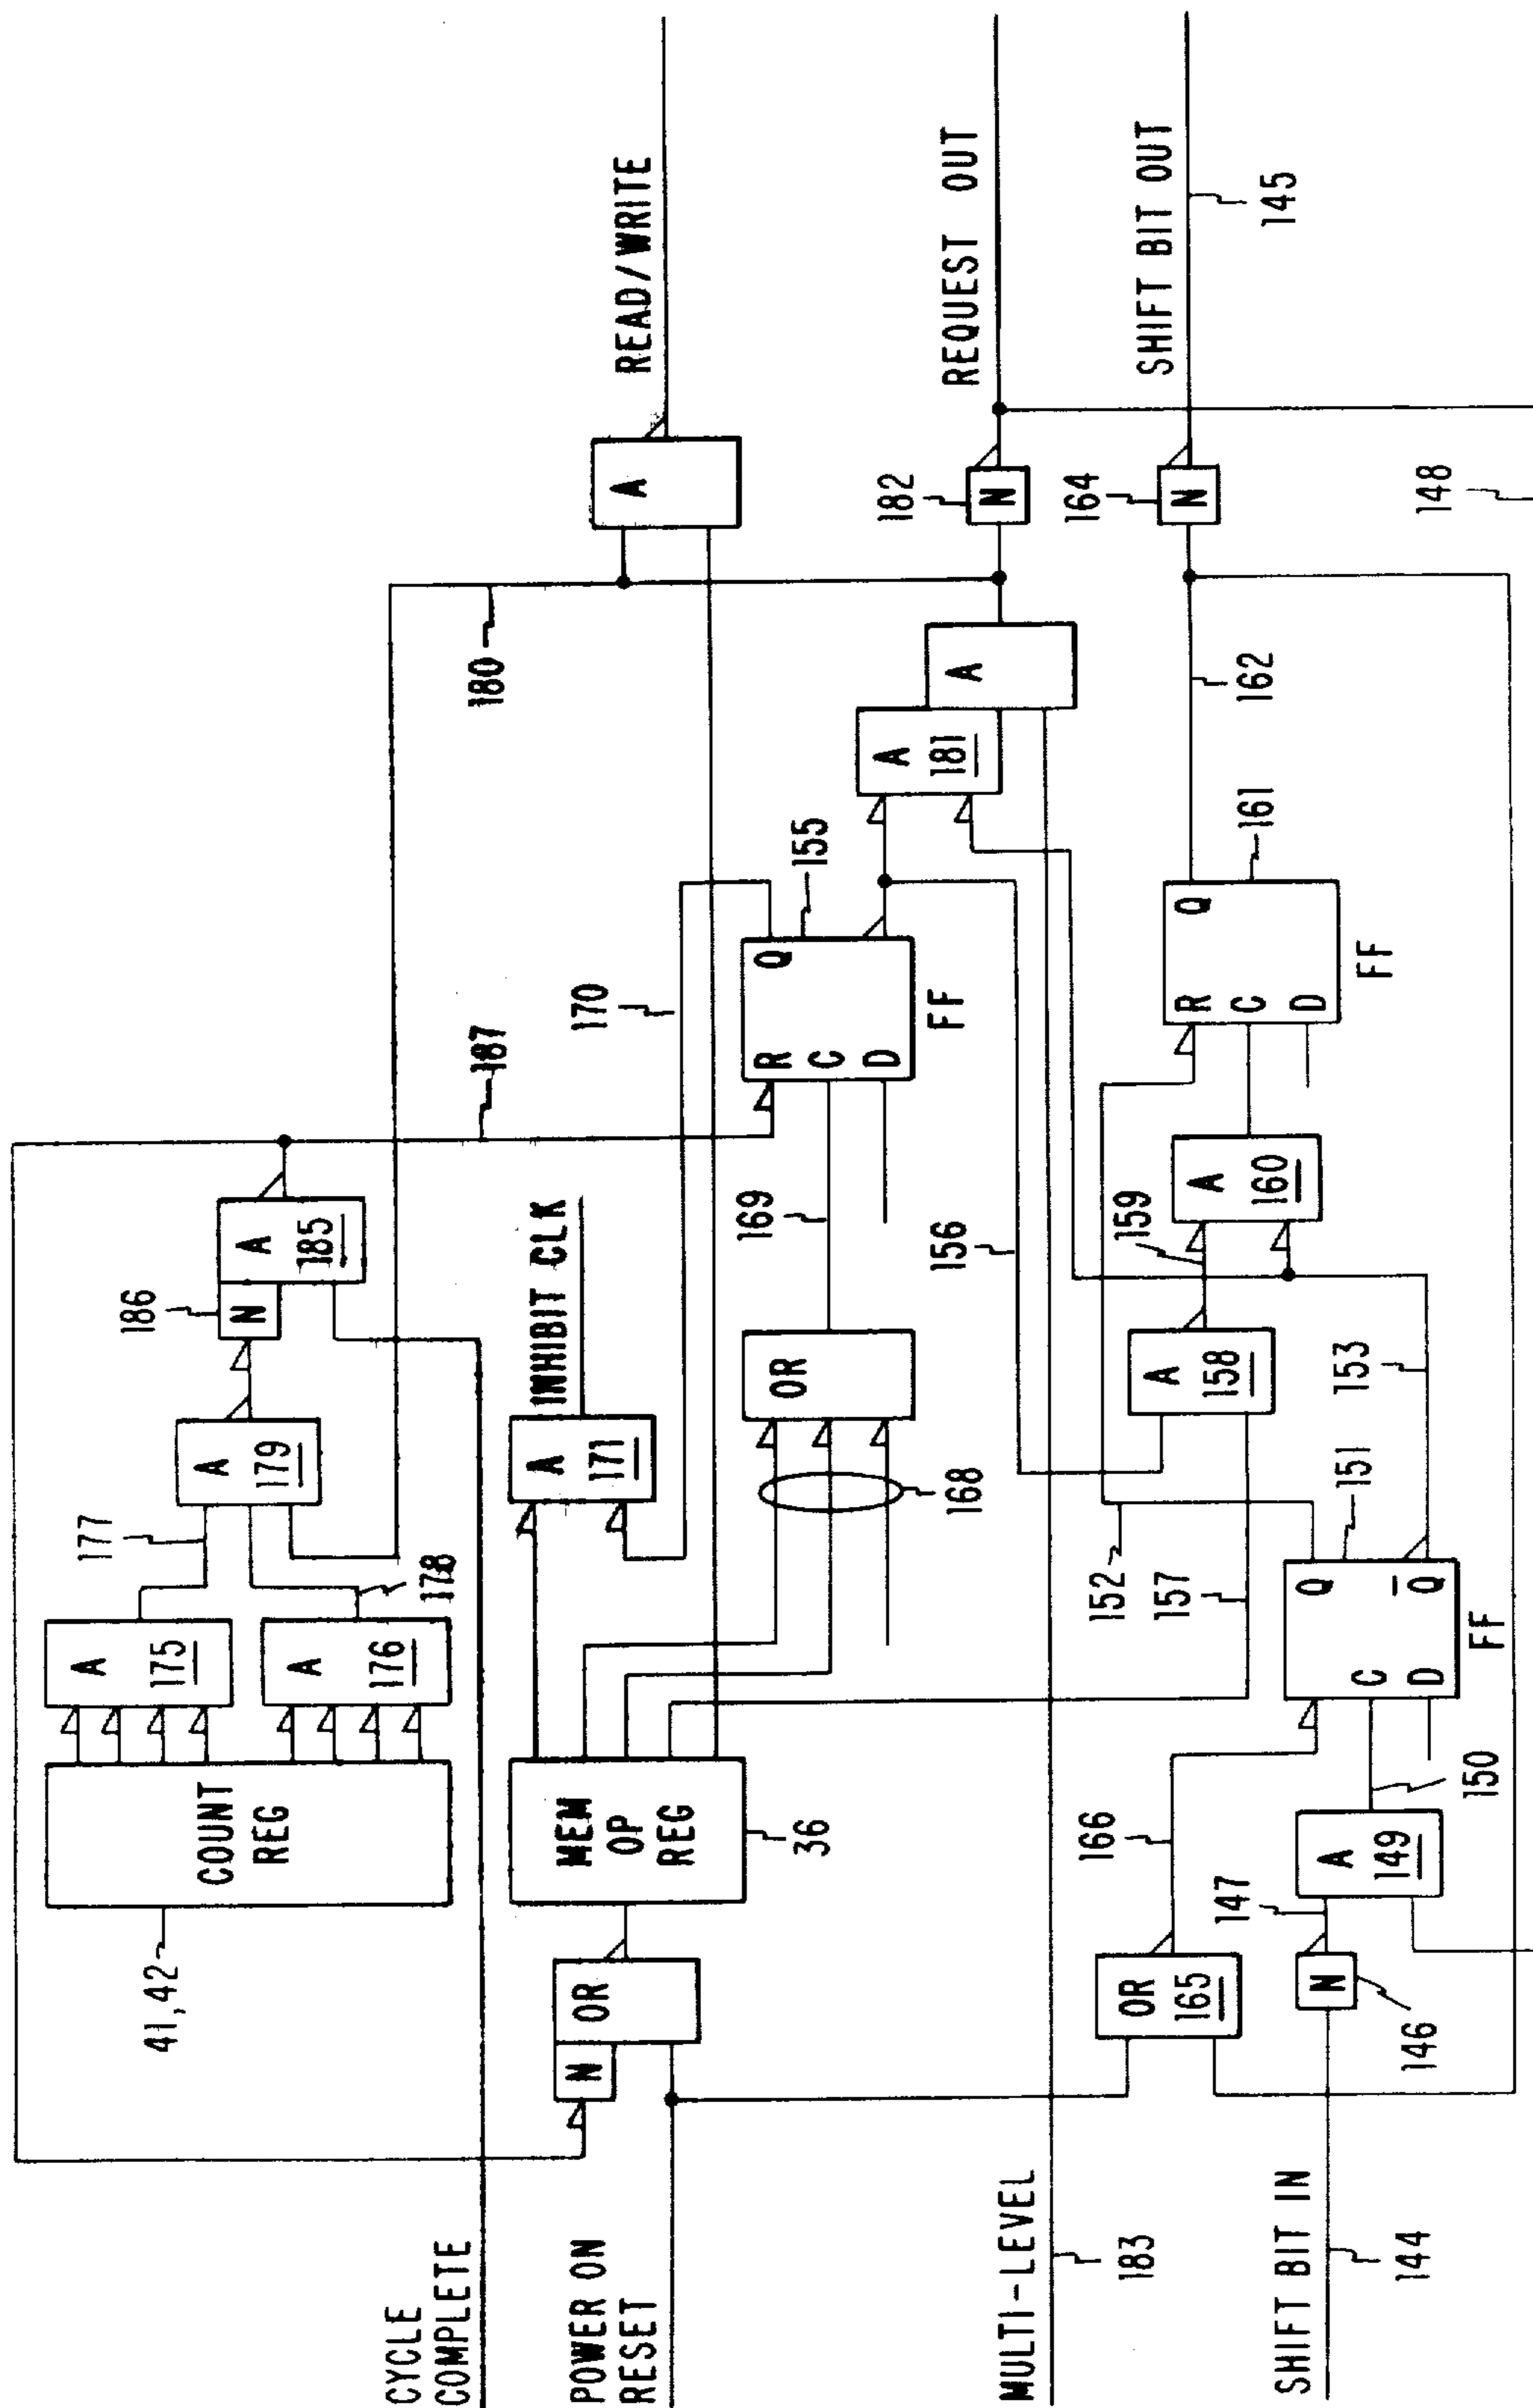 CYCLE
COMPLETE
POWER ON
RESET
MULTI-LEVEL
183
SHIFT BIT IN
144
41,42
COUNT
REG
N
OR
MEM
OP
REG
36
OR
165
166
N
146
147
A
149
150
A
175
A
176
177
178
A
179
N
186
A
185
187
A
171
INHIBIT CLK
168
OR
169
170
R
C
D
Q
155
FF
152
157
C
D
Q
Q
151
FF
153
A
158
159
156
A
160
R
C
D
Q
161
FF
162
A
181
A
180
A
READ/WRITE
182
N
REQUEST OUT
164
N
SHIFT BIT OUT
145
148